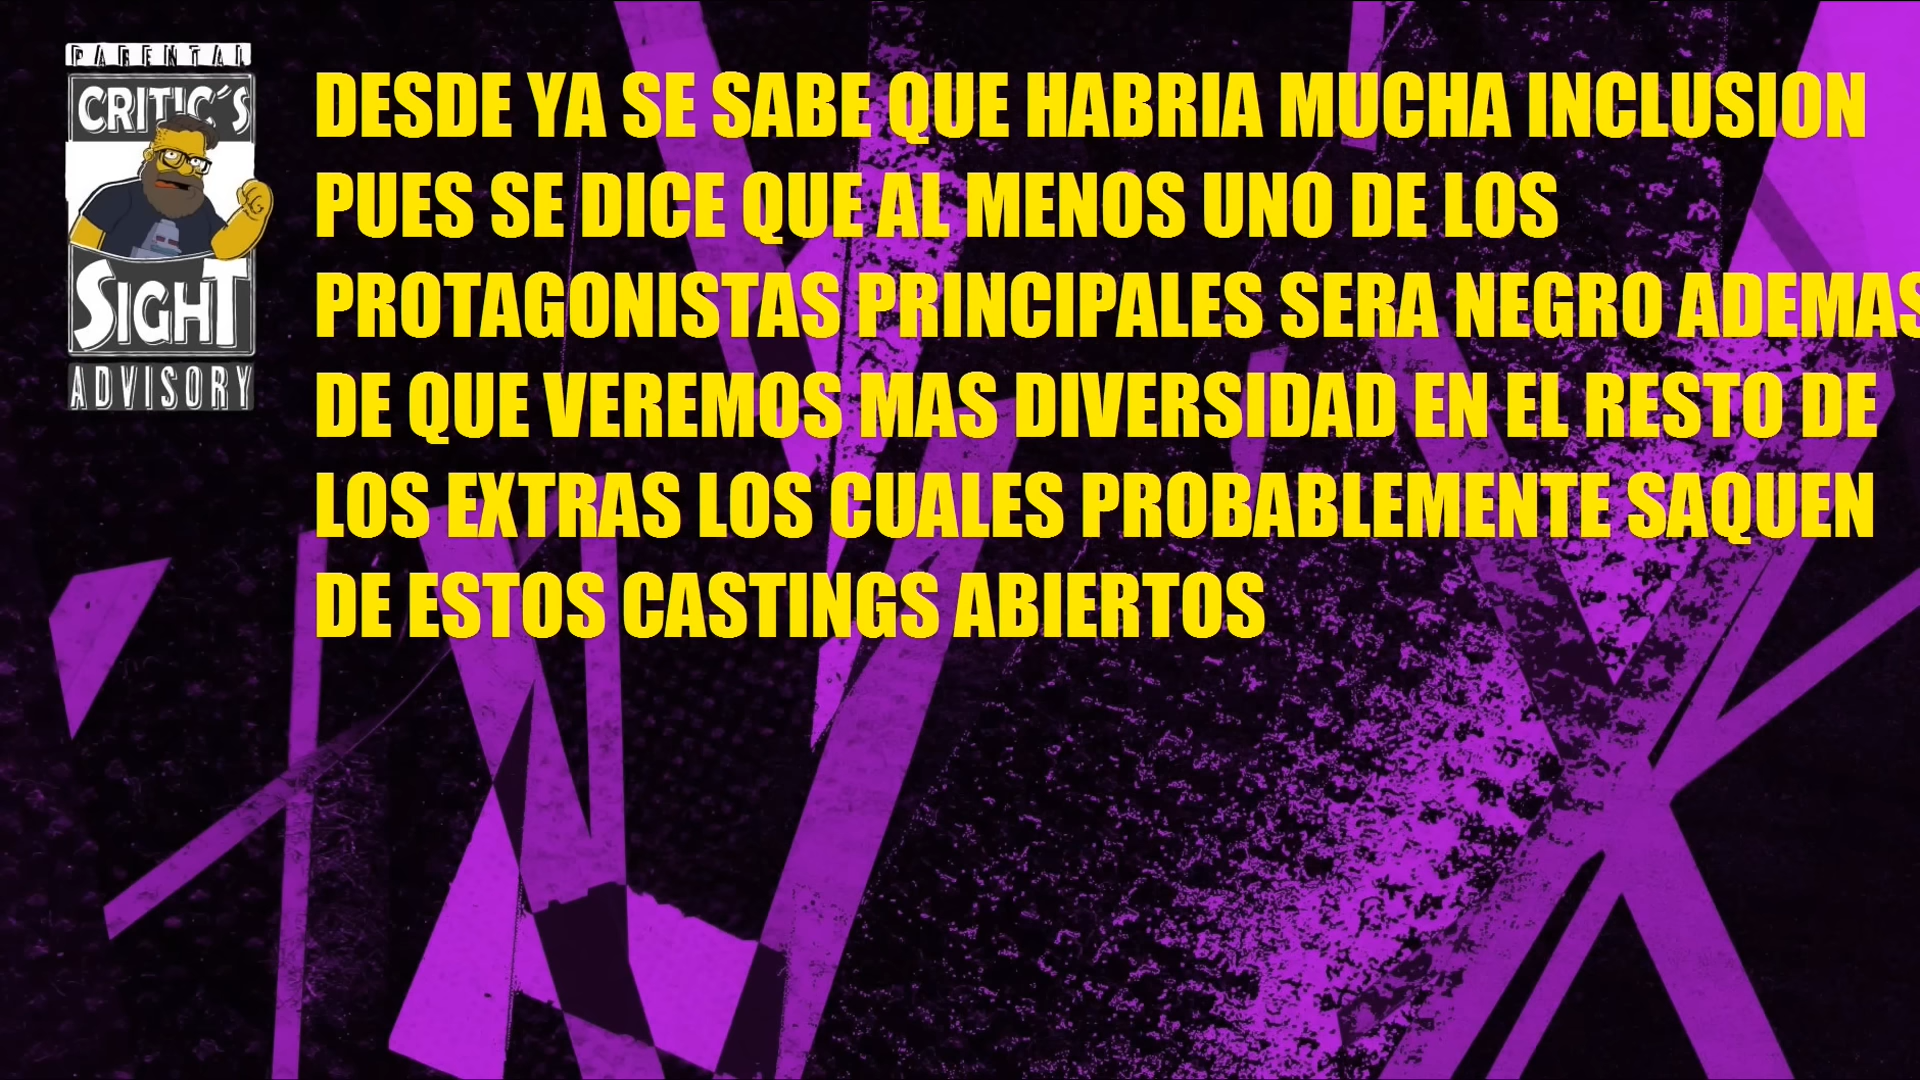 PARENTAL
CRITIC´S
SIGHT
ADVISORY
DESDE YA SE SABE QUE HABRIA MUCHA INCLUSION
PUES SE DICE QUE AL MENOS UNO DE LOS
PROTAGONISTAS PRINCIPALES SERA NEGRO ADEMAS
DE QUE VEREMOS MAS DIVERSIDAD EN EL RESTO DE
LOS EXTRAS LOS CUALES PROBABLEMENTE SAQUEN
DE ESTOS CASTINGS ABIERTOS